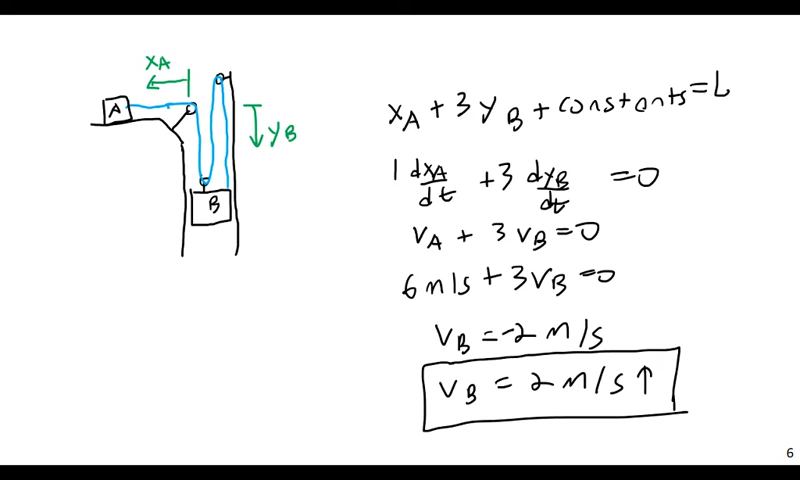 xA
A
yB
B
xA + 3yB + constants = L
1 dxA/dt + 3 dyB/dt = 0
vA + 3vB = 0
6 m/s + 3vB = 0
vB = -2 m/s
vB = 2 m/s ↑
6